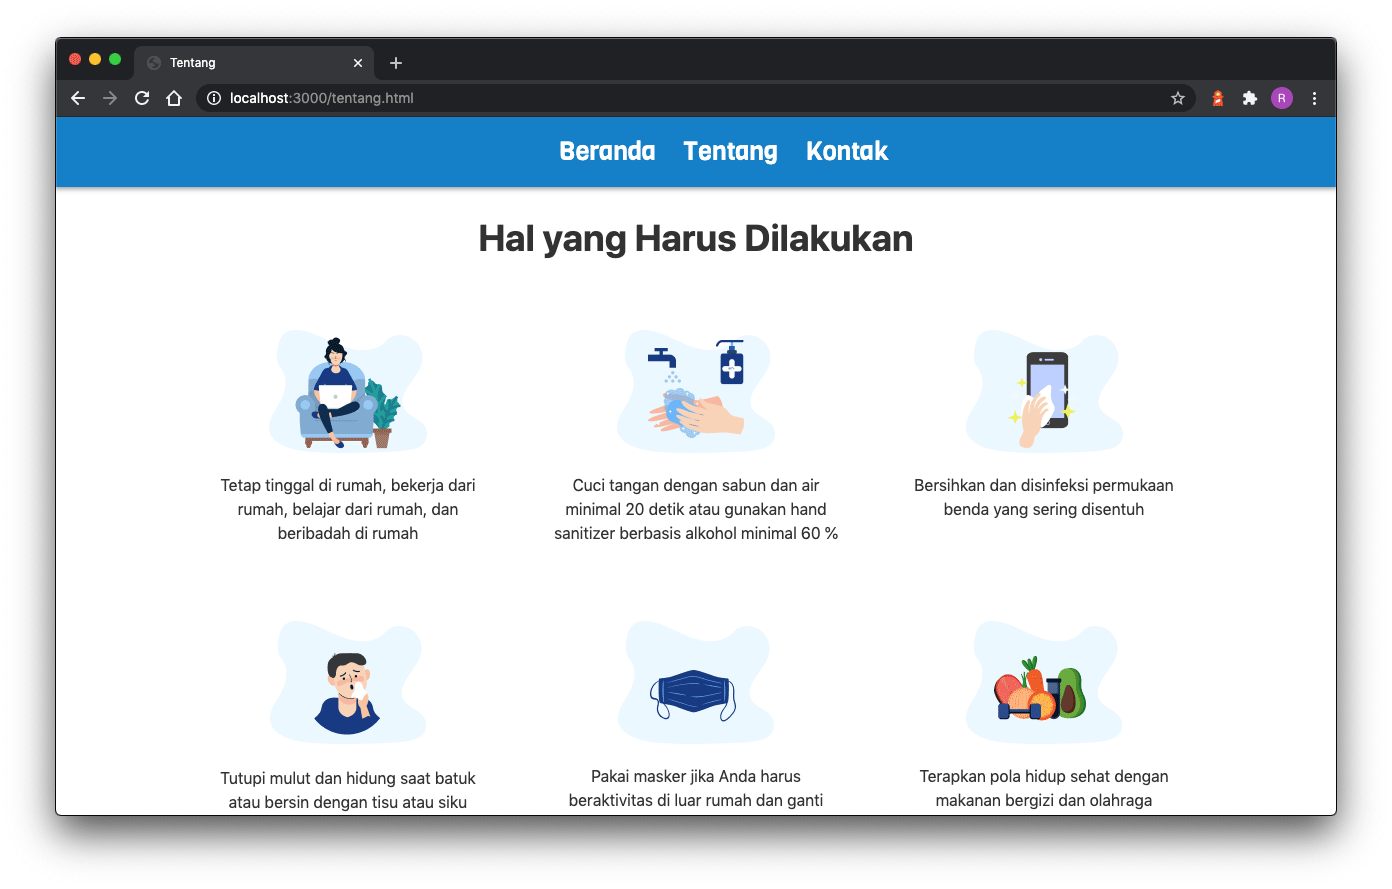 Tentang
localhost:3000/tentang.html
R
Beranda Tentang Kontak
Hal yang Harus Dilakukan
Tetap tinggal di rumah, bekerja dari
rumah, belajar dari rumah, dan
beribadah di rumah
Cuci tangan dengan sabun dan air
minimal 20 detik atau gunakan hand
sanitizer berbasis alkohol minimal 60 %
Bersihkan dan disinfeksi permukaan
benda yang sering disentuh
Tutupi mulut dan hidung saat batuk
atau bersin dengan tisu atau siku
Pakai masker jika Anda harus
beraktivitas di luar rumah dan ganti
Terapkan pola hidup sehat dengan
makanan bergizi dan olahraga